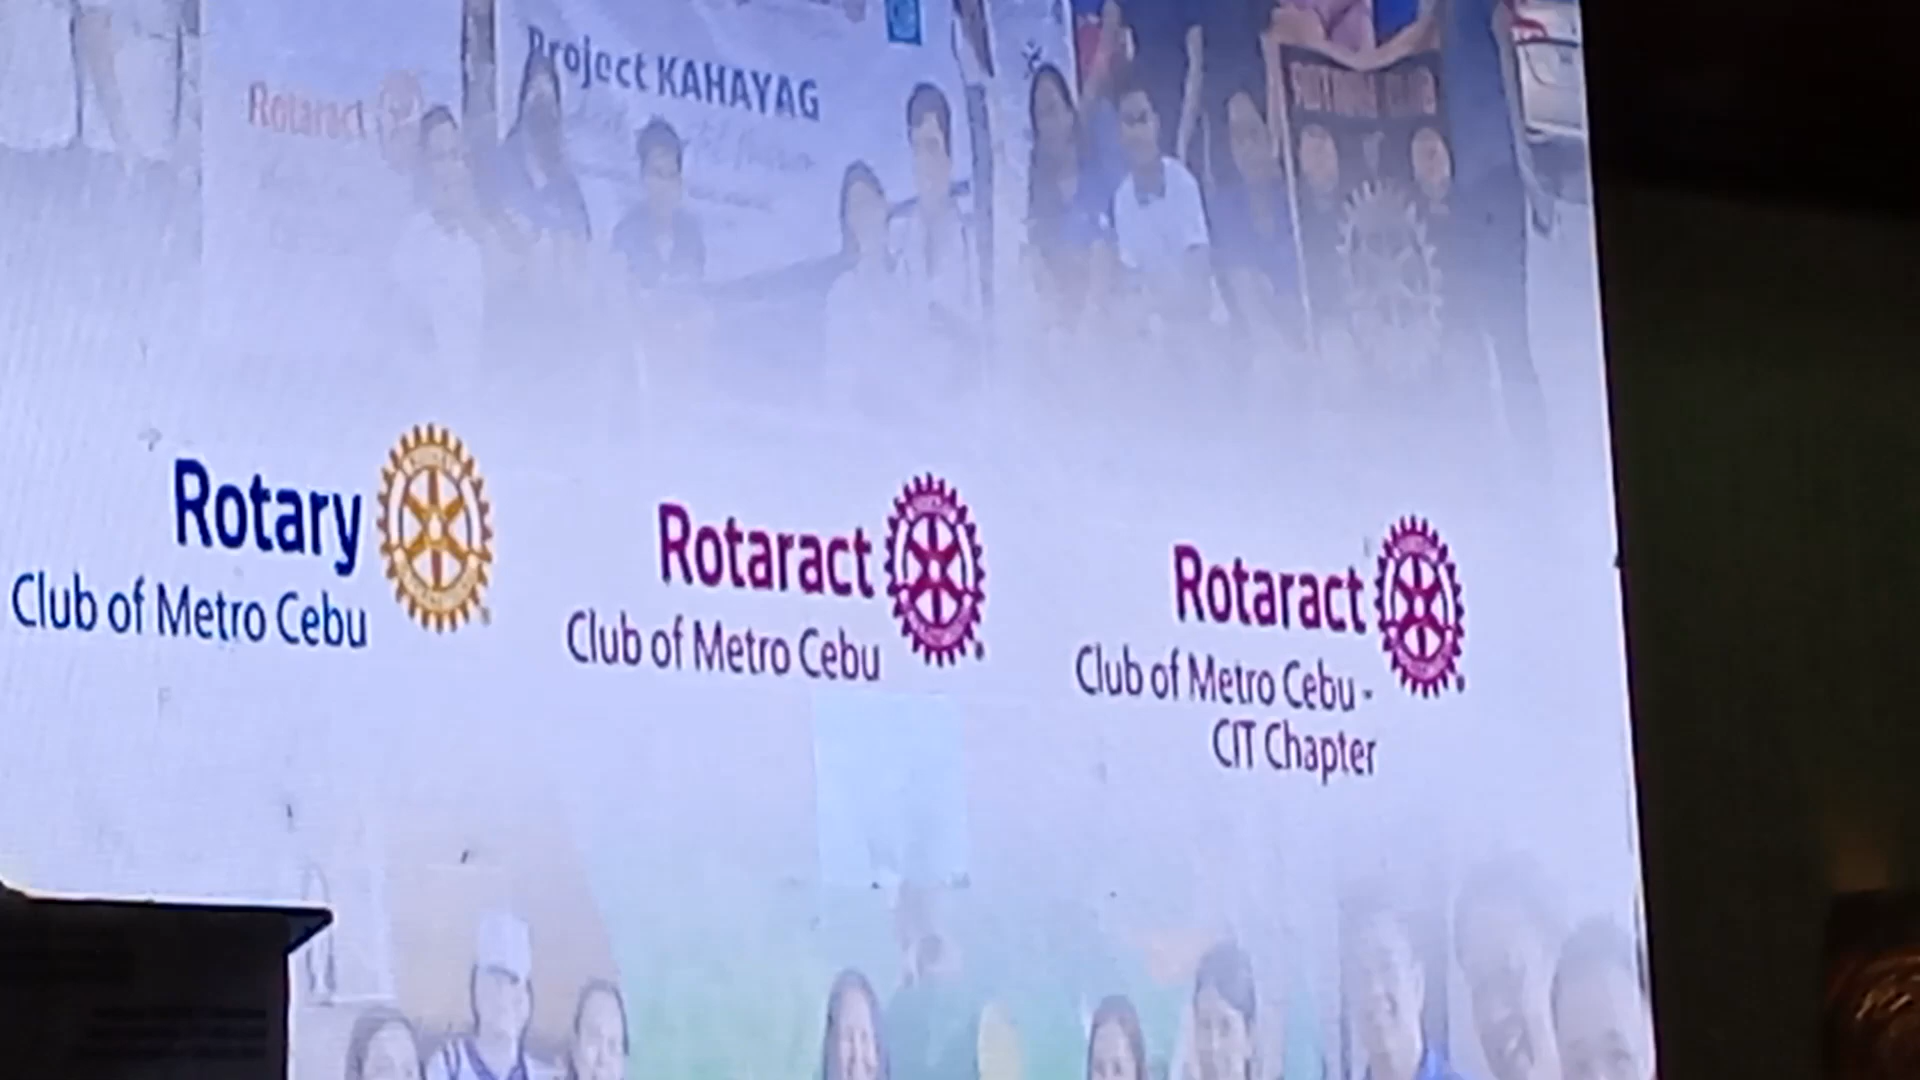 Project KAHAYAG
Rotaract
Rotary
Club of Metro Cebu
Rotaract
Club of Metro Cebu
Rotaract
Club of Metro Cebu -
CIT Chapter